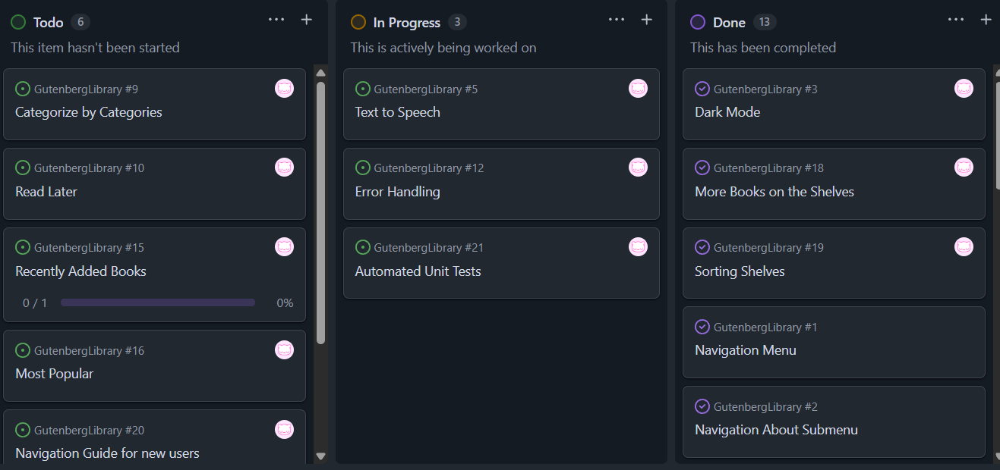 Todo 6
This item hasn't been started
GutenbergLibrary #9
Categorize by Categories
GutenbergLibrary #10
Read Later
GutenbergLibrary #15
Recently Added Books
0 / 1 0%
GutenbergLibrary #16
Most Popular
GutenbergLibrary #20
Navigation Guide for new users
In Progress 3
This is actively being worked on
GutenbergLibrary #5
Text to Speech
GutenbergLibrary #12
Error Handling
GutenbergLibrary #21
Automated Unit Tests
Done 13
This has been completed
GutenbergLibrary #3
Dark Mode
GutenbergLibrary #18
More Books on the Shelves
GutenbergLibrary #19
Sorting Shelves
GutenbergLibrary #1
Navigation Menu
GutenbergLibrary #2
Navigation About Submenu